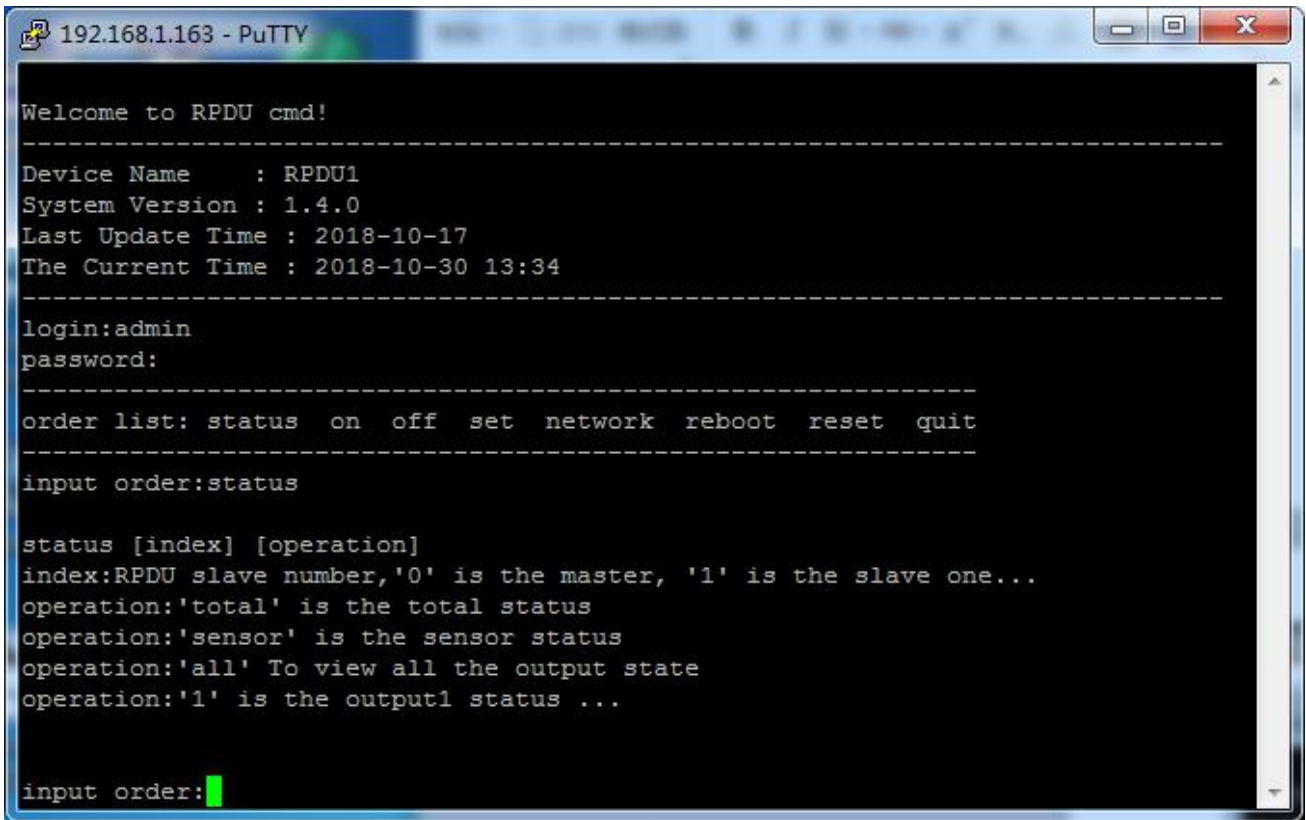 192.168.1.163 - PuTTY
Welcome to RPDU cmd!
------------------------------------------------------------------------------
Device Name    : RPDU1
System Version : 1.4.0
Last Update Time : 2018-10-17
The Current Time : 2018-10-30 13:34
------------------------------------------------------------------------------
login:admin
password:
--------------------------------------------------------------
order list: status  on  off  set  network  reboot  reset  quit
--------------------------------------------------------------
input order:status
status [index] [operation]
index:RPDU slave number,'0' is the master, '1' is the slave one...
operation:'total' is the total status
operation:'sensor' is the sensor status
operation:'all' To view all the output state
operation:'1' is the output1 status ...
input order: